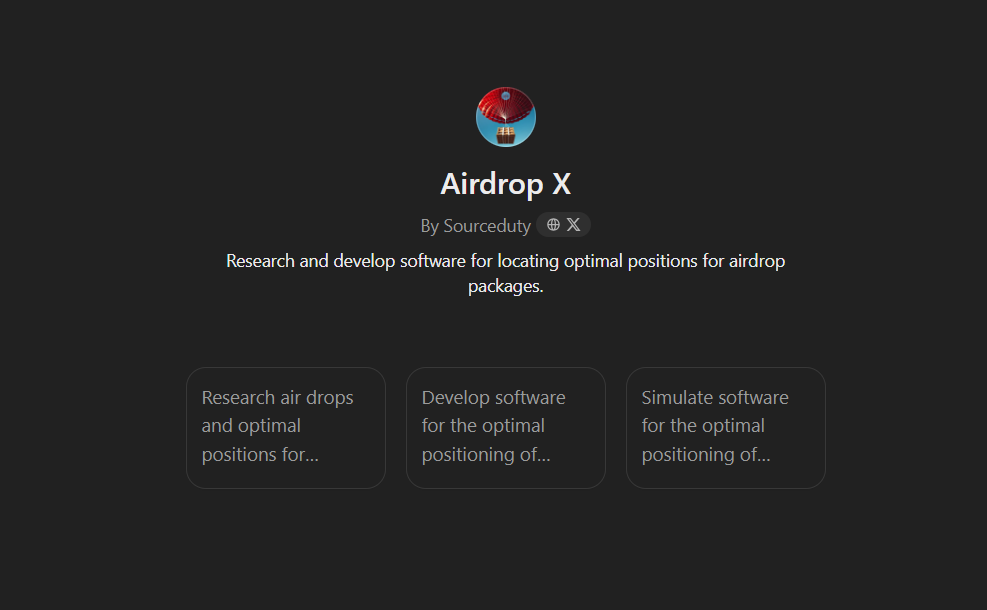 Airdrop X
By Sourceduty
Research and develop software for locating optimal positions for airdrop
packages.
Research air drops
and optimal
positions for...
Develop software
for the optimal
positioning of...
Simulate software
for the optimal
positioning of...